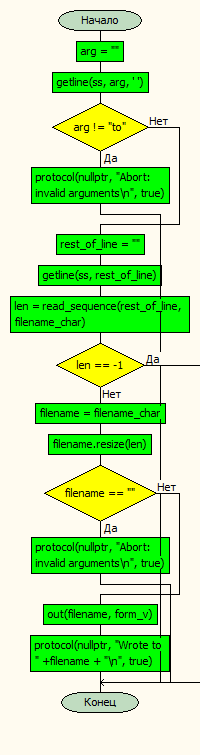 Начало
arg = ""
getline(ss, arg, ' ')
arg != "to"
Нет
Да
protocol(nullptr, "Abort:
invalid arguments\n", true)
rest_of_line = ""
getline(ss, rest_of_line)
len = read_sequence(rest_of_line,
filename_char)
len == -1
Да
Нет
filename = filename_char
filename.resize(len)
filename == ""
Нет
Да
protocol(nullptr, "Abort:
invalid arguments\n", true)
out(filename, form_v)
protocol(nullptr, "Wrote to
" +filename + "\n", true)
Конец